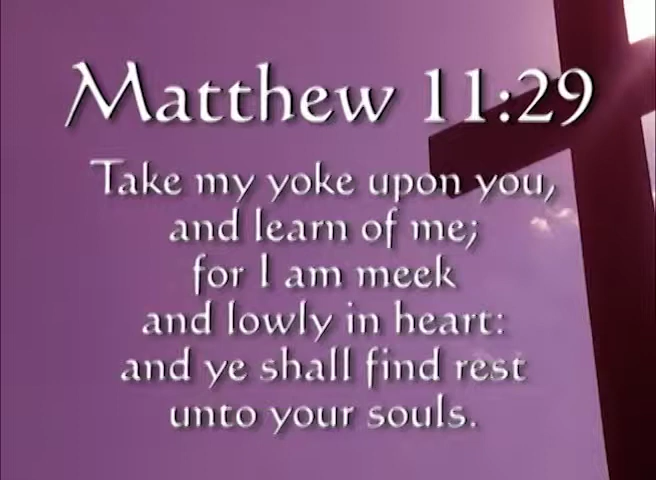 Matthew 11:29
Take my yoke upon you,
and learn of me;
for I am meek
and lowly in heart:
and ye shall find rest
unto your souls.